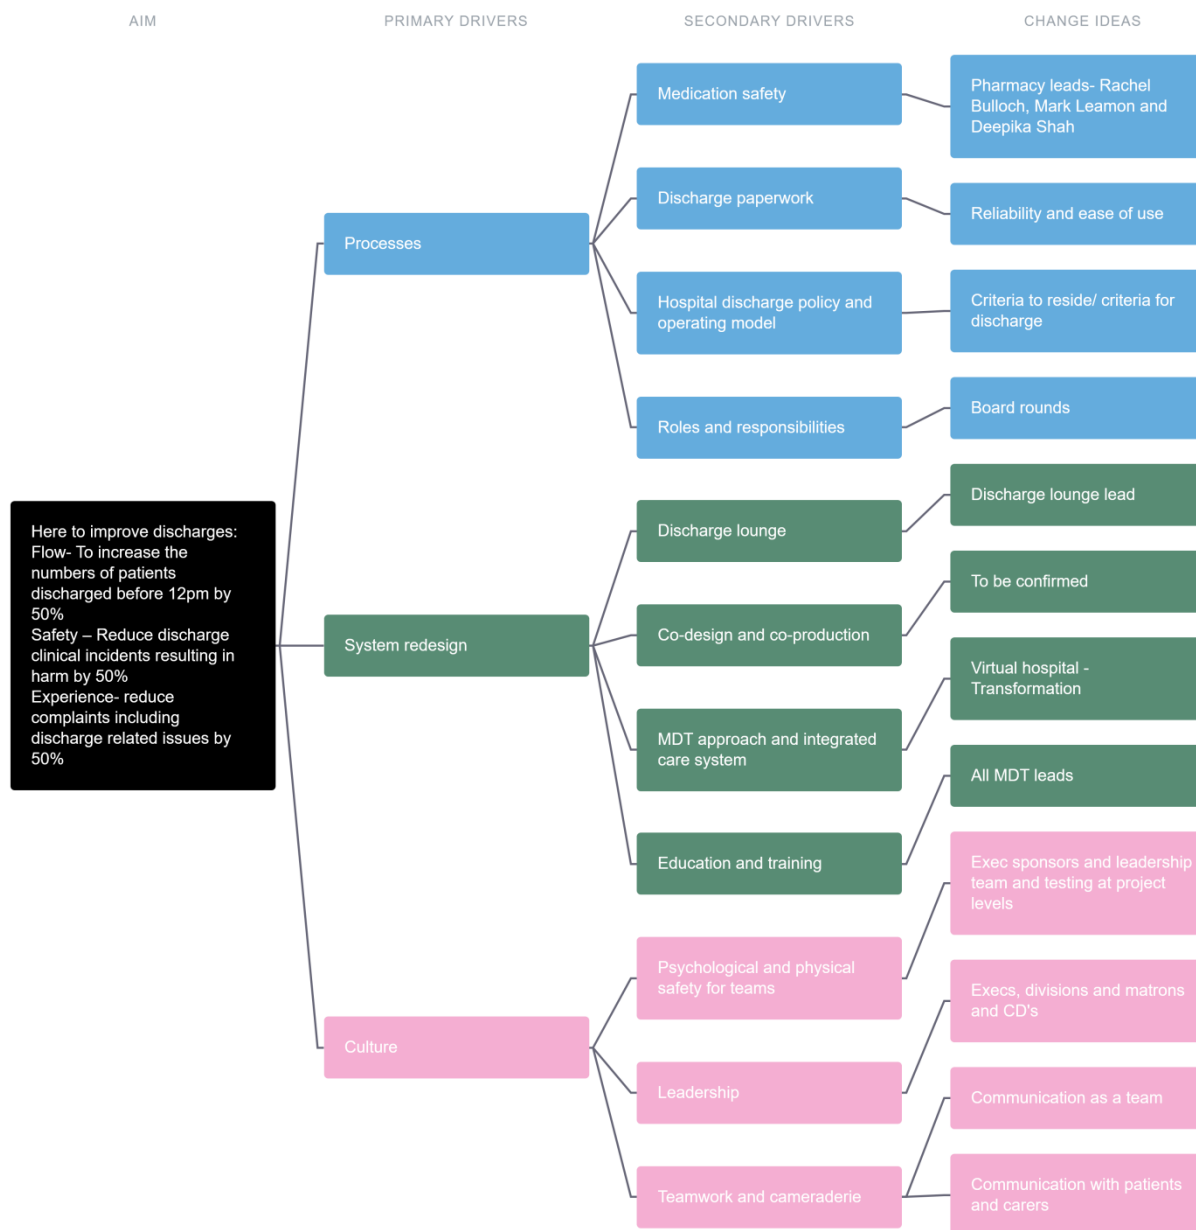 AIM
PRIMARY DRIVERS
SECONDARY DRIVERS
CHANGE IDEAS
Here to improve discharges:
Flow- To increase the
numbers of patients
discharged before 12pm by
50%
Safety – Reduce discharge
clinical incidents resulting in
harm by 50%
Experience- reduce
complaints including
discharge related issues by
50%
Processes
Medication safety
Pharmacy leads- Rachel
Bulloch, Mark Leamon and
Deepika Shah
Discharge paperwork
Reliability and ease of use
Hospital discharge policy and
operating model
Criteria to reside/ criteria for
discharge
Roles and responsibilities
Board rounds
System redesign
Discharge lounge
Discharge lounge lead
Co-design and co-production
To be confirmed
MDT approach and integrated
care system
Virtual hospital -
Transformation
Education and training
All MDT leads
Culture
Psychological and physical
safety for teams
Exec sponsors and leadership
team and testing at project
levels
Leadership
Execs, divisions and matrons
and CD's
Teamwork and cameraderie
Communication as a team
Communication with patients
and carers